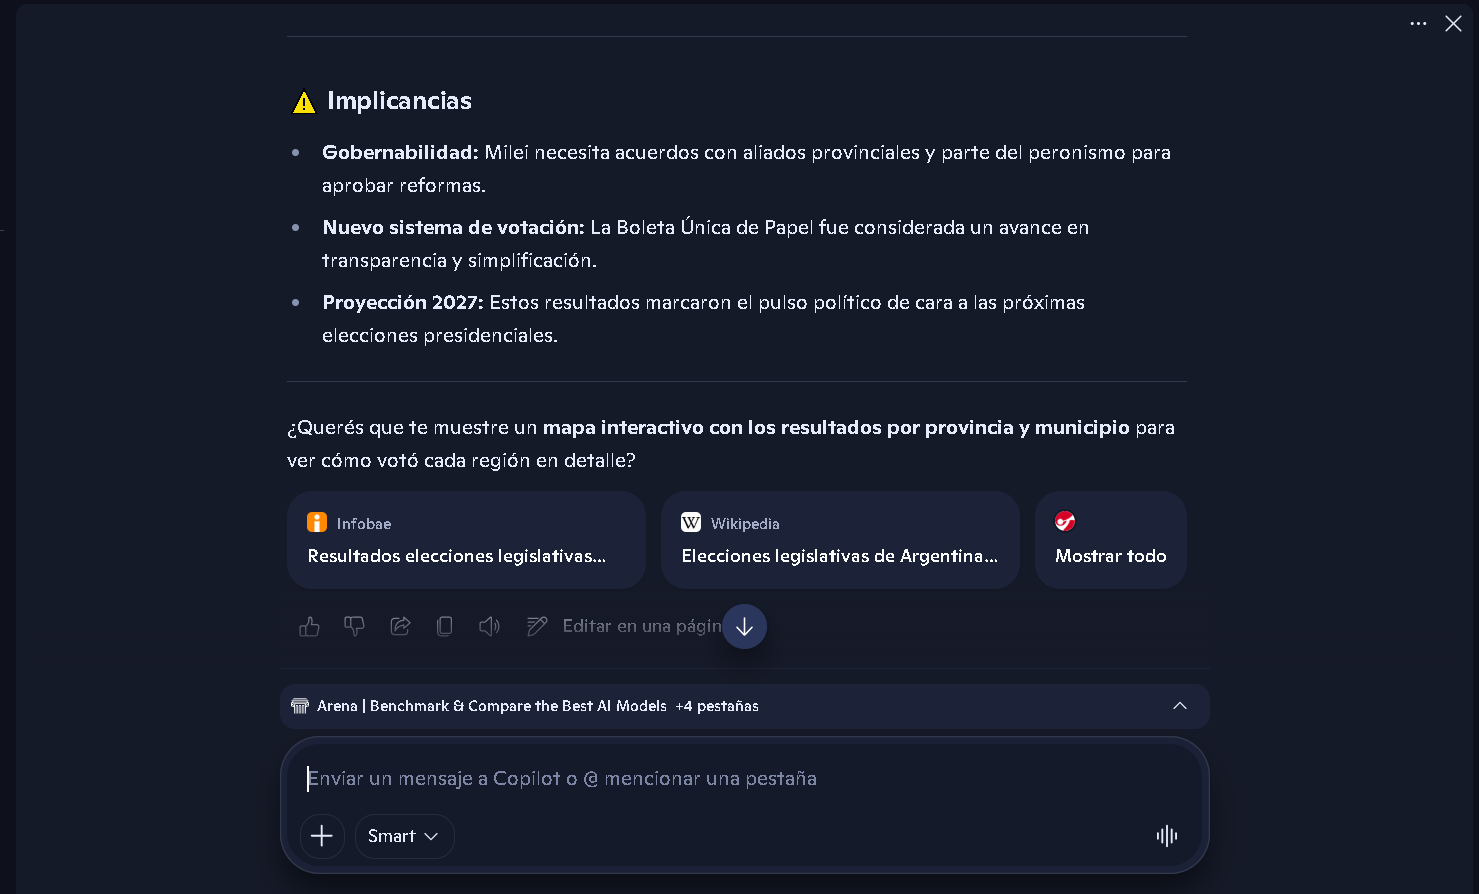 Implicancias
Gobernabilidad: Milei necesita acuerdos con aliados provinciales y parte del peronismo para
aprobar reformas.
Nuevo sistema de votación: La Boleta Única de Papel fue considerada un avance en
transparencia y simplificación.
Proyección 2027: Estos resultados marcaron el pulso político de cara a las próximas
elecciones presidenciales.
¿Querés que te muestre un mapa interactivo con los resultados por provincia y municipio para
ver cómo votó cada región en detalle?
Infobae
Resultados elecciones legislativas...
W Wikipedia
Elecciones legislativas de Argentina...
Mostrar todo
Editar en una págin
Arena | Benchmark & Compare the Best AI Models +4 pestañas
Enviar un mensaje a Copilot o @ mencionar una pestaña
Smart